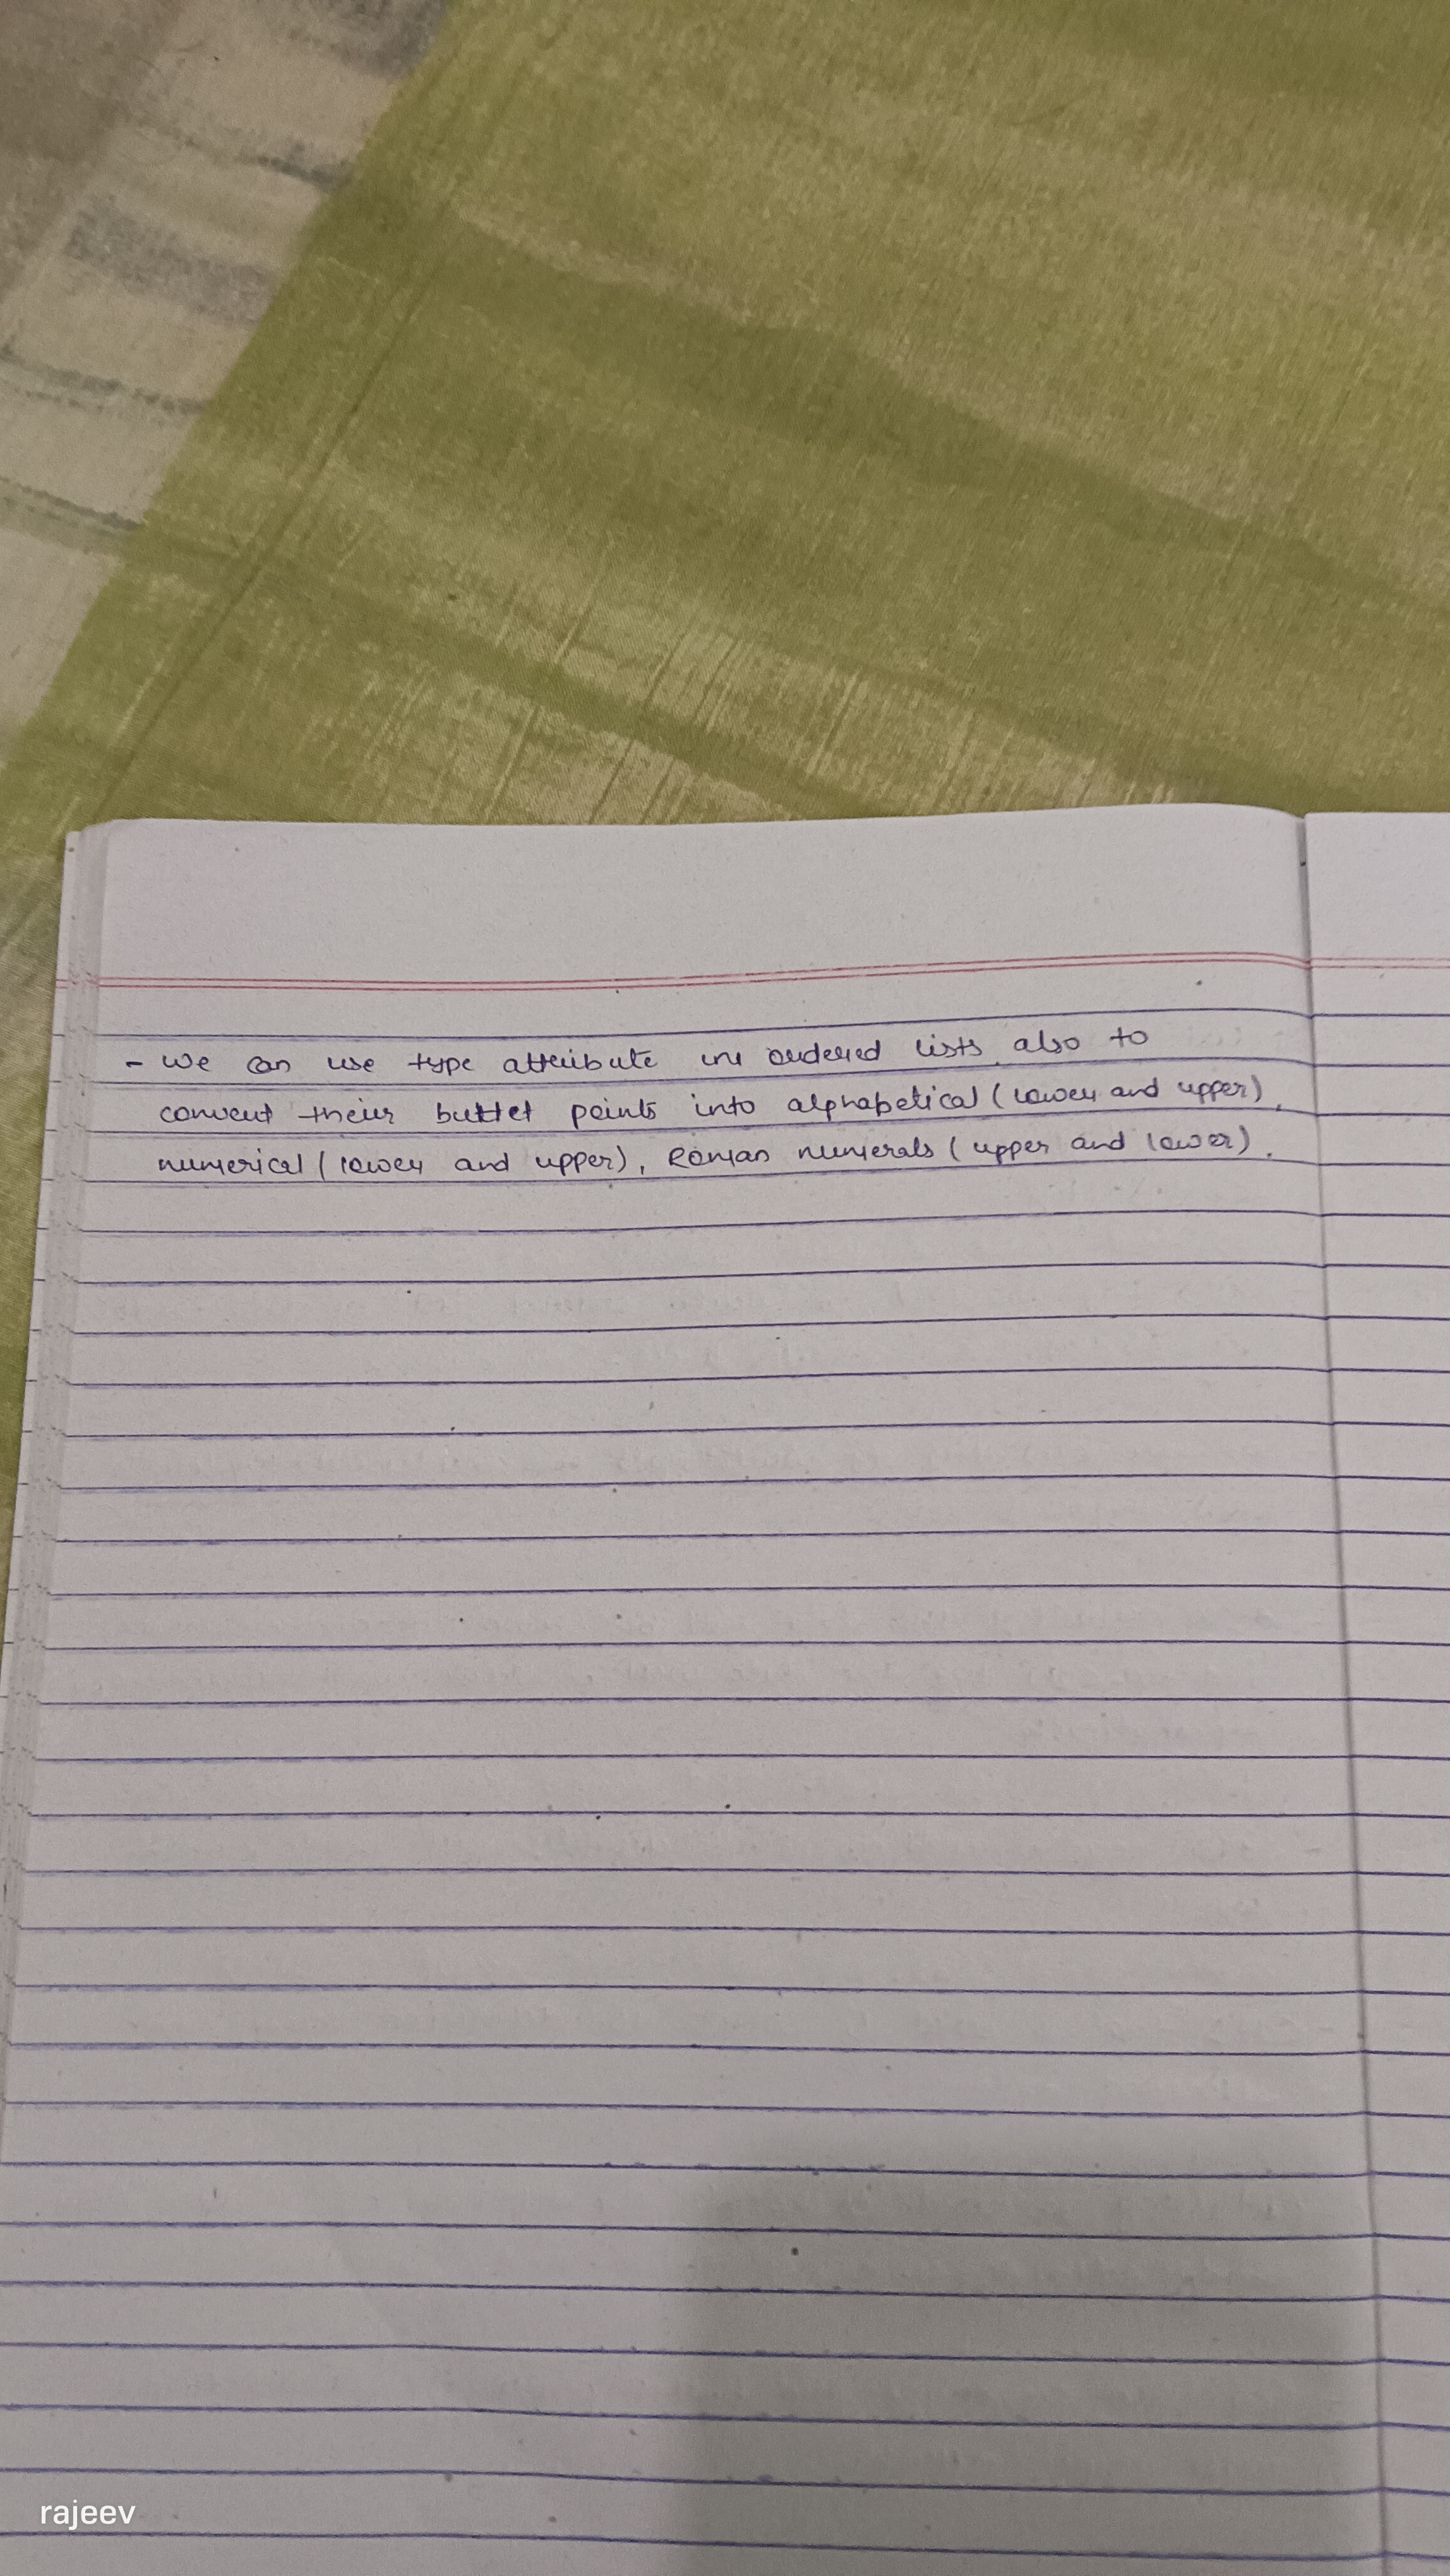 - we can use type attribute in ordered lists also to
convert their bullet points into alphabetical (lower and upper),
numerical (lower and upper), Roman numerals (upper and lower).
rajeev